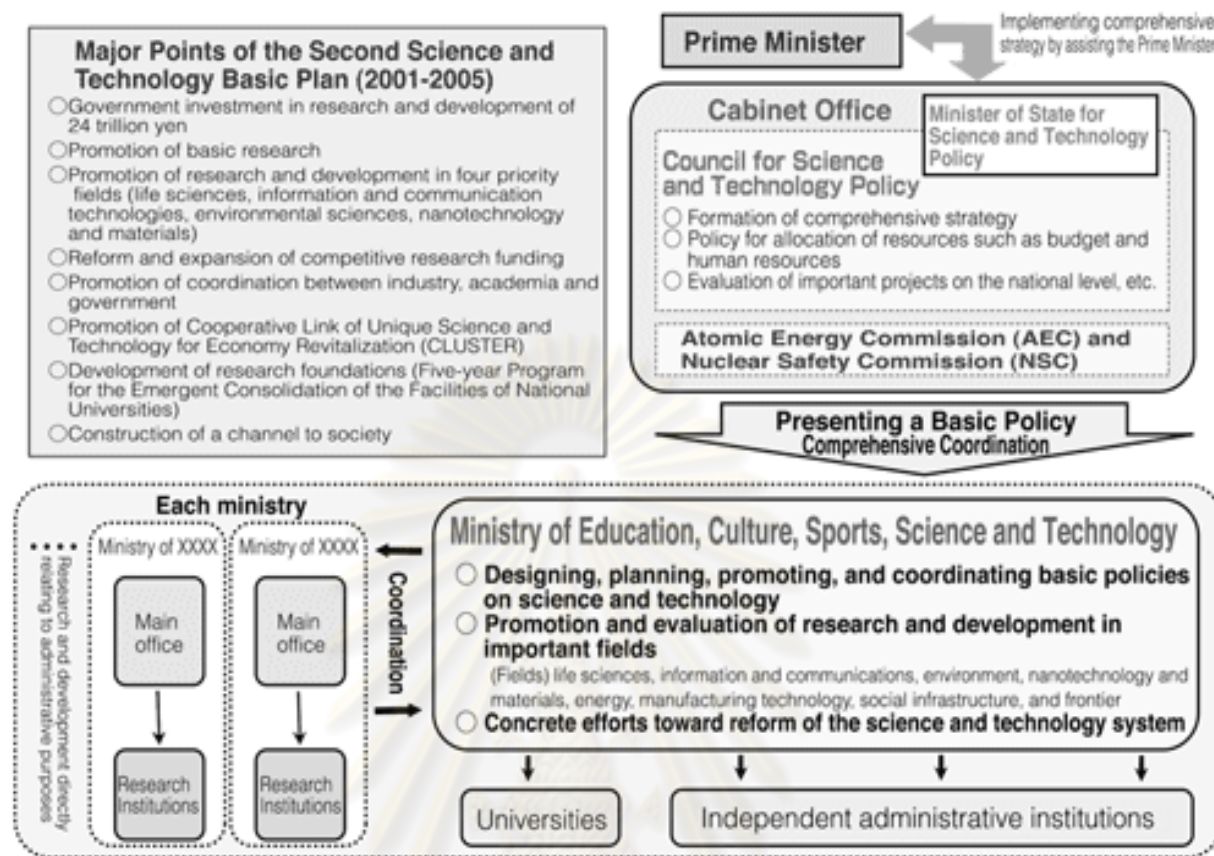 Major Points of the Second Science and
Technology Basic Plan (2001-2005)
○Government investment in research and development of
24 trillion yen
○Promotion of basic research
○Promotion of research and development in four priority
fields (life sciences, information and communication
technologies, environmental sciences, nanotechnology
and materials)
○Reform and expansion of competitive research funding
○Promotion of coordination between industry, academia and
government
○Promotion of Cooperative Link of Unique Science and
Technology for Economy Revitalization (CLUSTER)
○Development of research foundations (Five-year Program
for the Emergent Consolidation of the Facilities of National
Universities)
○Construction of a channel to society
Prime Minister
Implementing comprehensive
strategy by assisting the Prime Minister
Cabinet Office
Minister of State for
Science and Technology
Policy
Council for Science
and Technology Policy
○ Formation of comprehensive strategy
○ Policy for allocation of resources such as budget and
human resources
○ Evaluation of important projects on the national level, etc.
Atomic Energy Commission (AEC) and
Nuclear Safety Commission (NSC)
Presenting a Basic Policy
Comprehensive Coordination
Each ministry
Ministry of XXXX
Ministry of XXXX
Research and development directly
relating to administrative purposes
Main
office
Main
office
Research
Institutions
Research
Institutions
Coordination
Ministry of Education, Culture, Sports, Science and Technology
○ Designing, planning, promoting, and coordinating basic policies
on science and technology
○ Promotion and evaluation of research and development in
important fields
(Fields) life sciences, information and communications, environment, nanotechnology and
materials, energy, manufacturing technology, social infrastructure, and frontier
○ Concrete efforts toward reform of the science and technology system
Universities
Independent administrative institutions